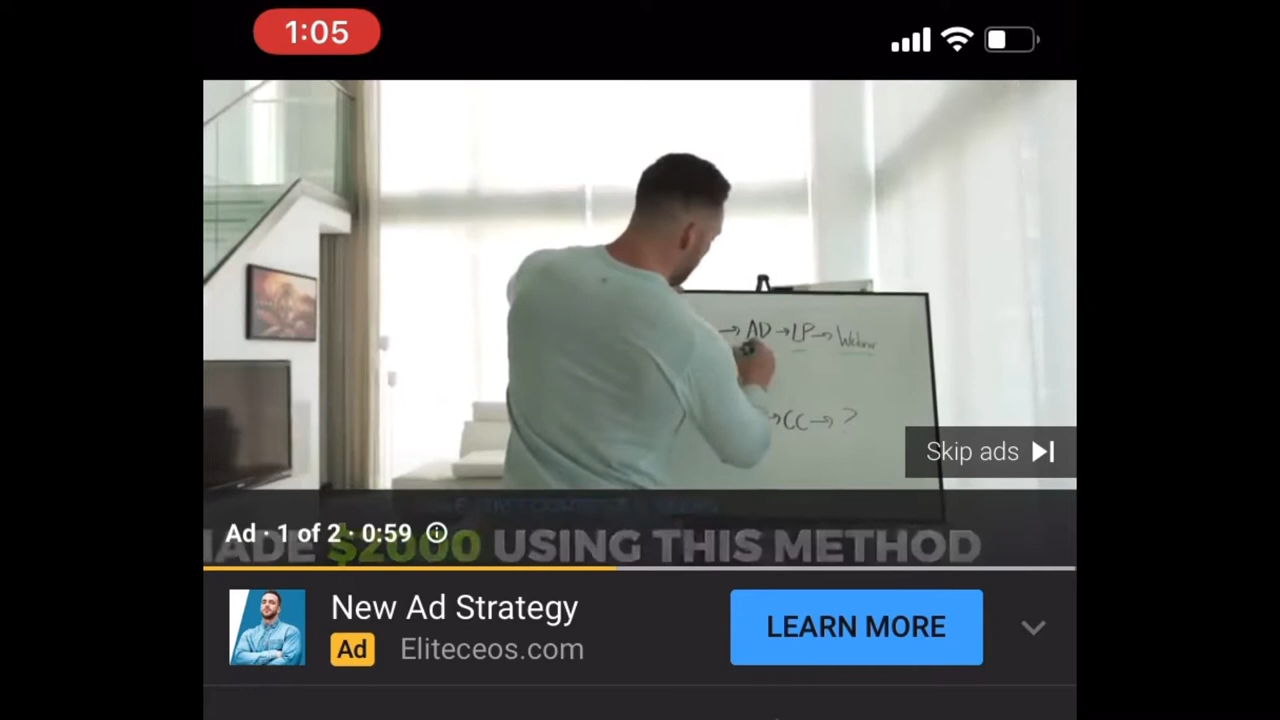 1:05
→ AD → LP → Webinar
→ CC → ?
Skip ads
Ad · 1 of 2 · 0:59
ADE $2000 USING THIS METHOD
New Ad Strategy
LEARN MORE
Ad Eliteceos.com